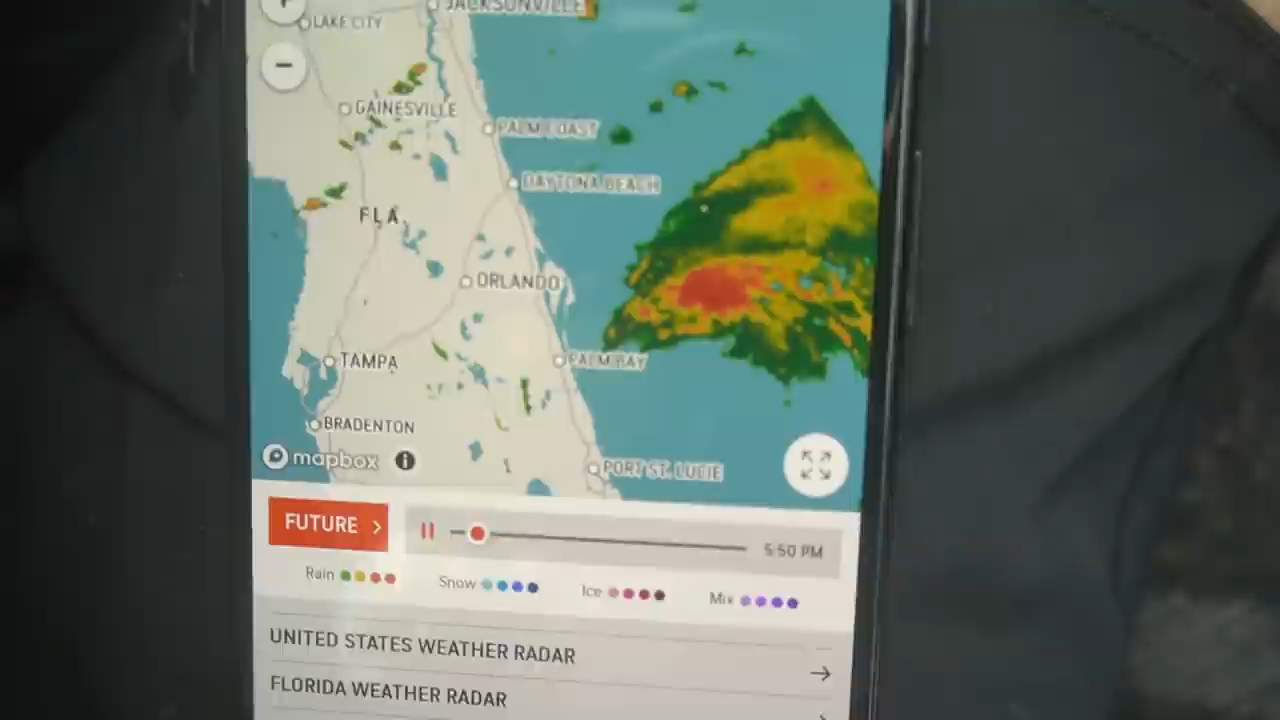 JACKSONVILLE
LAKE CITY
GAINESVILLE
PALM COAST
DAYTONA BEACH
FLA.
ORLANDO
TAMPA
PALM BAY
BRADENTON
mapbox
PORT ST. LUCIE
FUTURE
5:50 PM
Rain Snow Ice Mix
UNITED STATES WEATHER RADAR
FLORIDA WEATHER RADAR